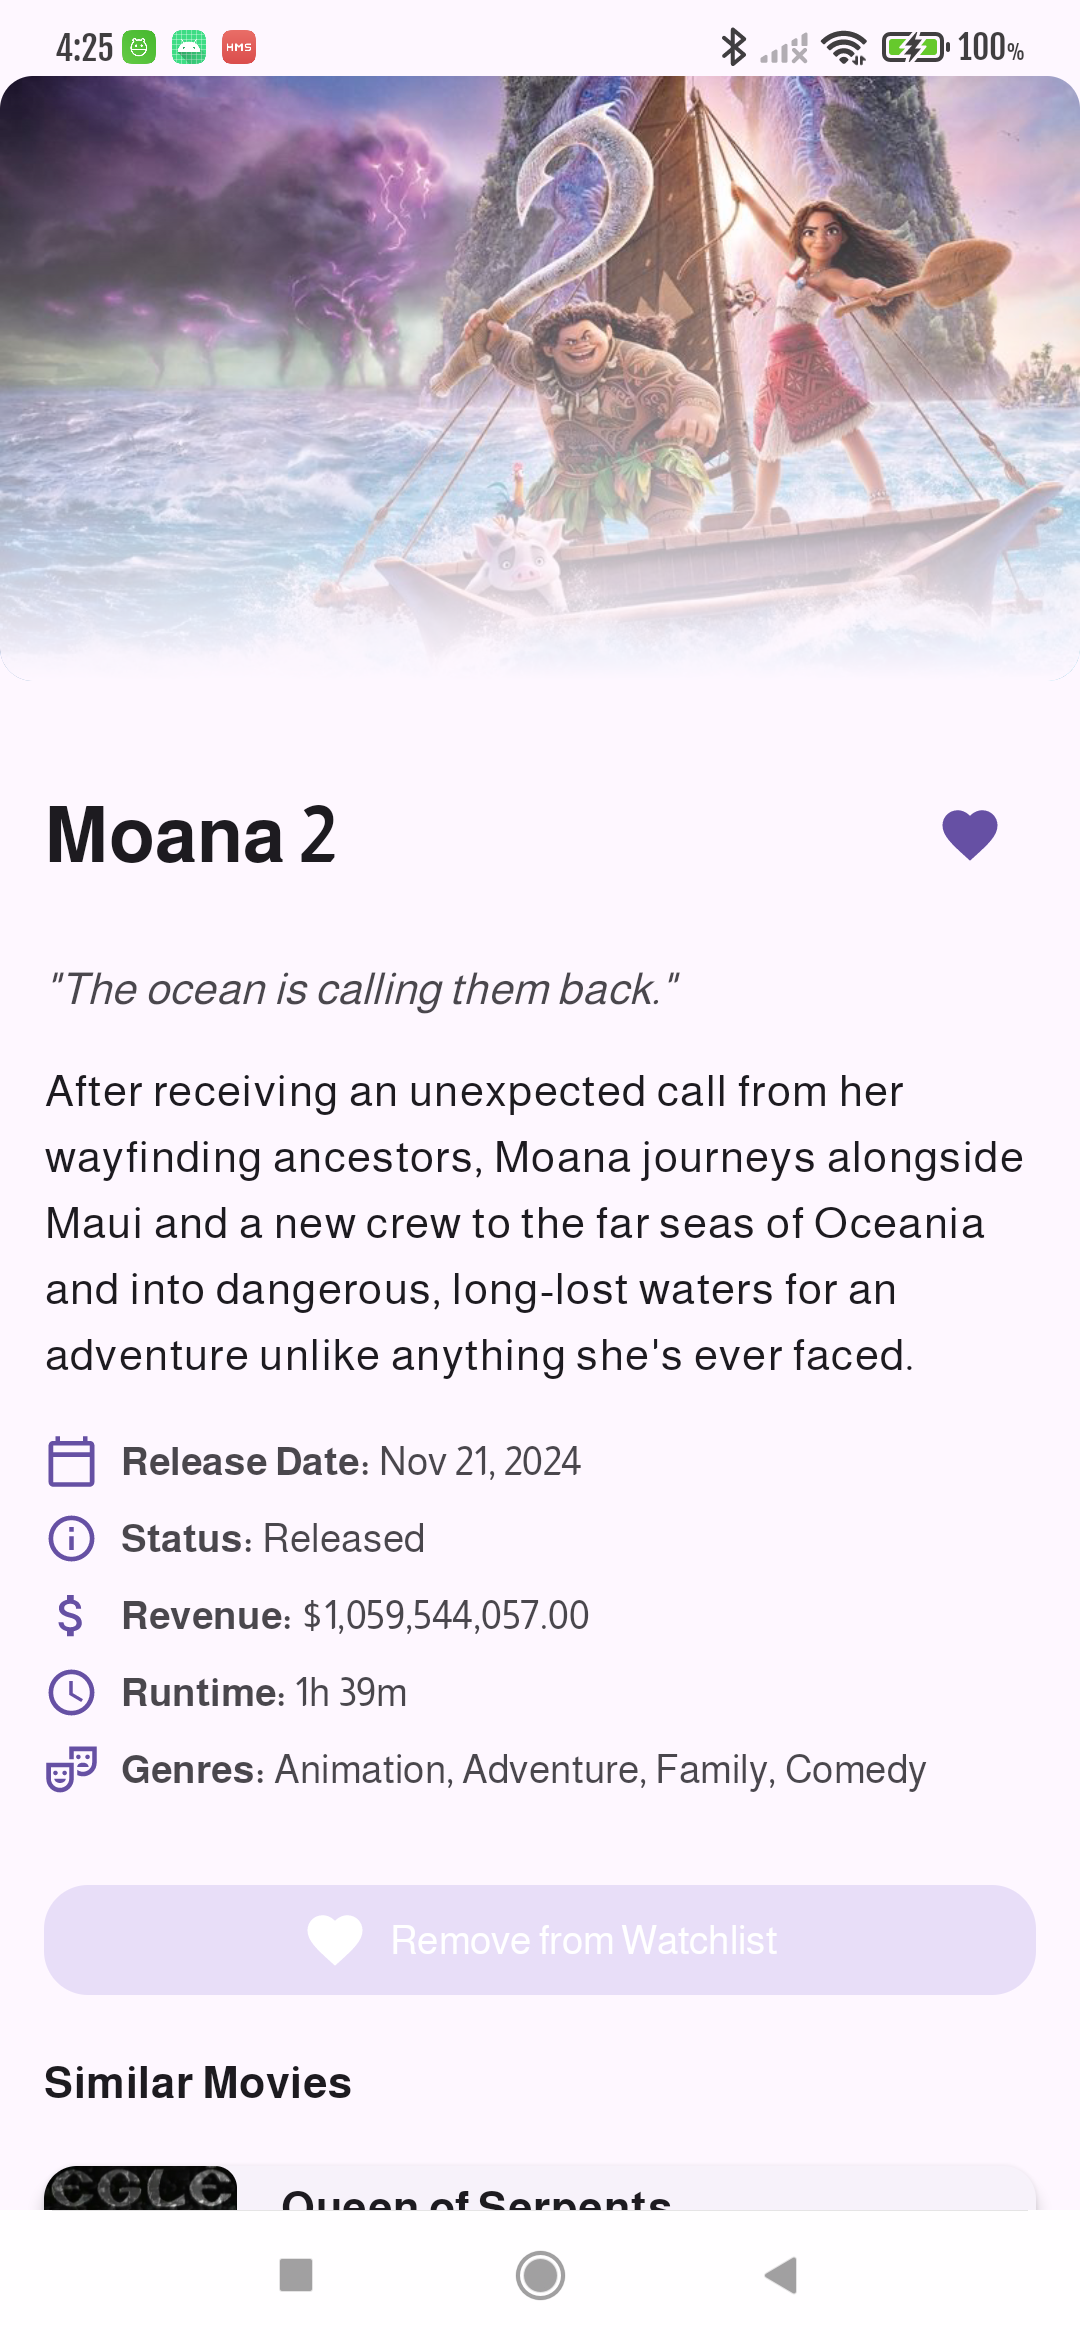 4:25
HMS
100%
Moana 2
"The ocean is calling them back."
After receiving an unexpected call from her
wayfinding ancestors, Moana journeys alongside
Maui and a new crew to the far seas of Oceania
and into dangerous, long-lost waters for an
adventure unlike anything she's ever faced.
Release Date: Nov 21, 2024
Status: Released
Revenue: $1,059,544,057.00
Runtime: 1h 39m
Genres: Animation, Adventure, Family, Comedy
Remove from Watchlist
Similar Movies
EGLE
Queen of Serpents